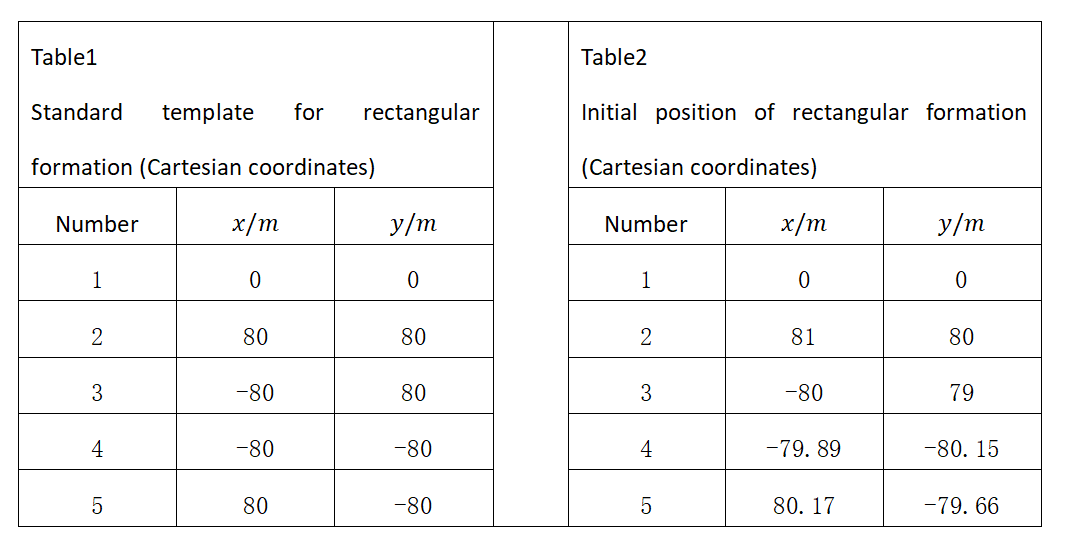 Table1
Standard template for rectangular
formation (Cartesian coordinates)
Number x/m y/m
1 0 0
2 80 80
3 -80 80
4 -80 -80
5 80 -80
Table2
Initial position of rectangular formation
(Cartesian coordinates)
Number x/m y/m
1 0 0
2 81 80
3 -80 79
4 -79.89 -80.15
5 80.17 -79.66